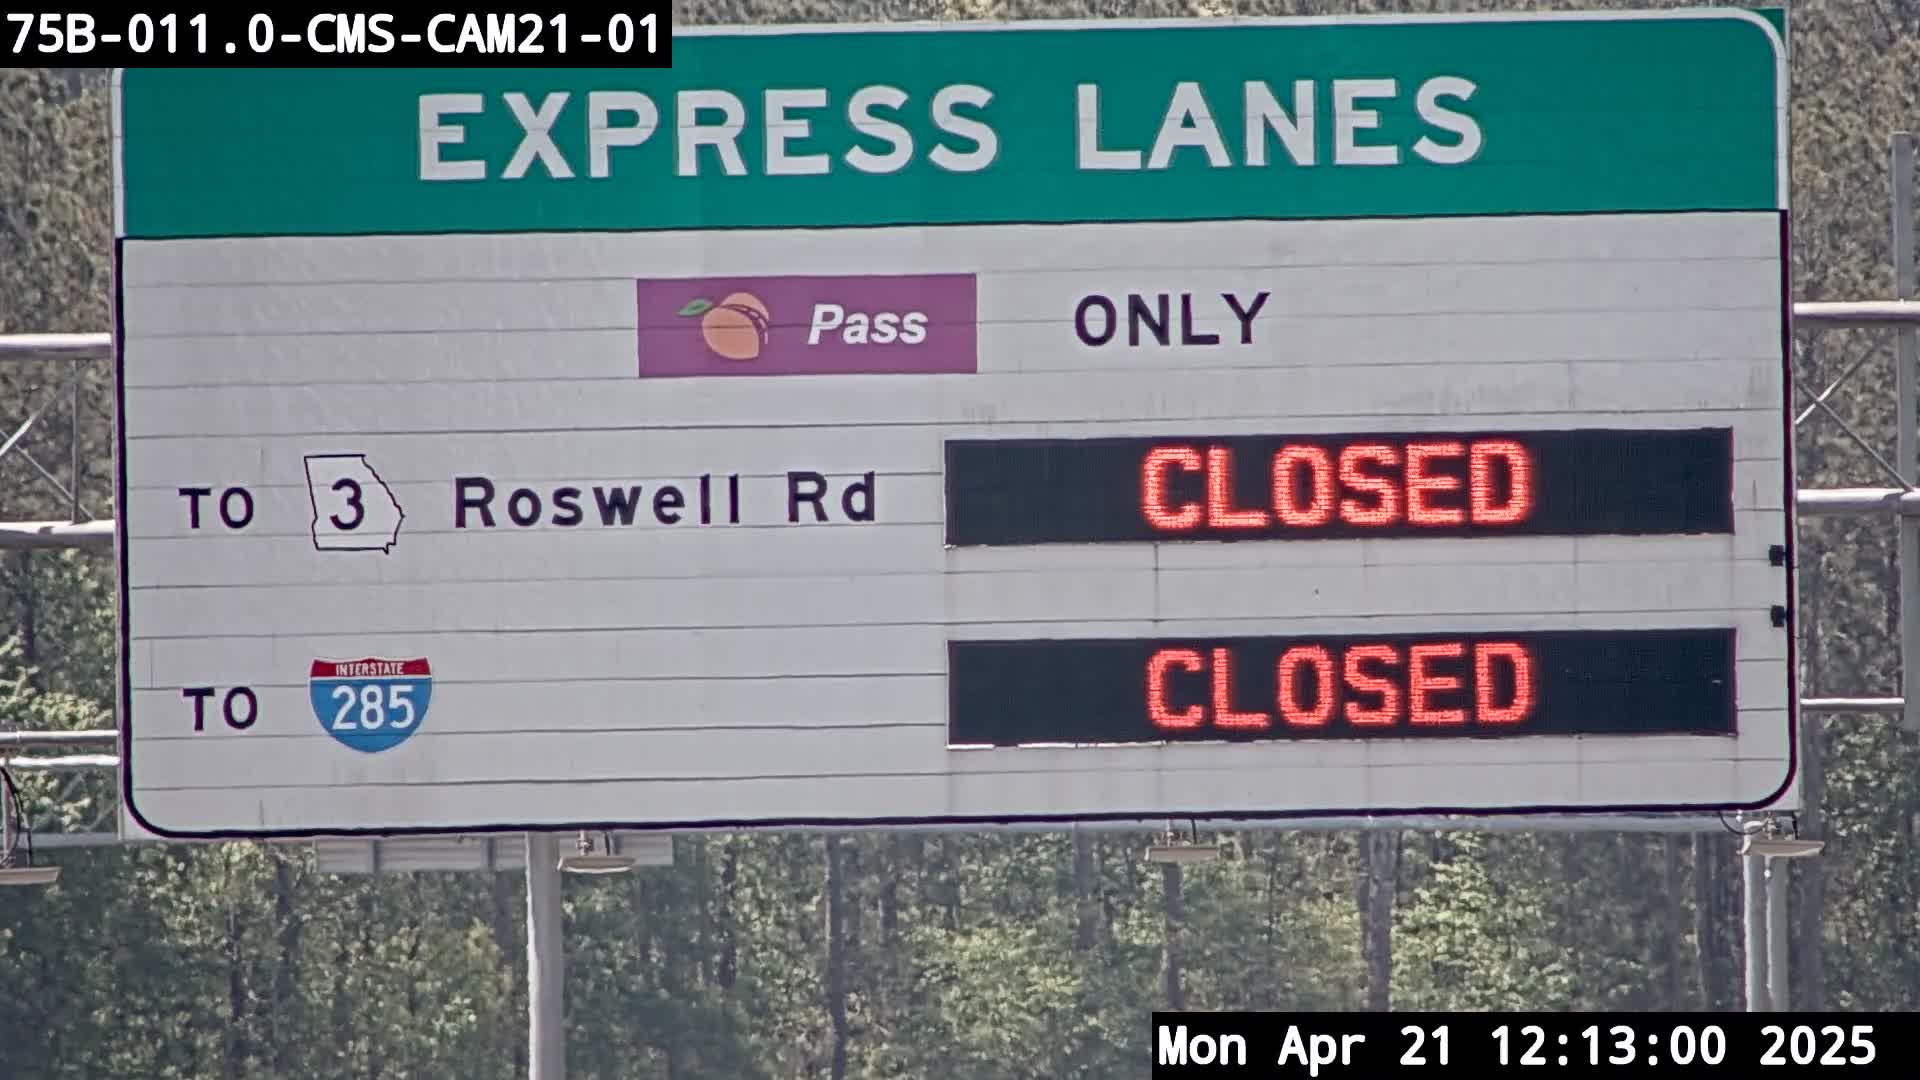 75B-011.0-CMS-CAM21-01
EXPRESS LANES
Pass ONLY
TO 3 Roswell Rd CLOSED
INTERSTATE
TO 285 CLOSED
Mon Apr 21 12:13:00 2025